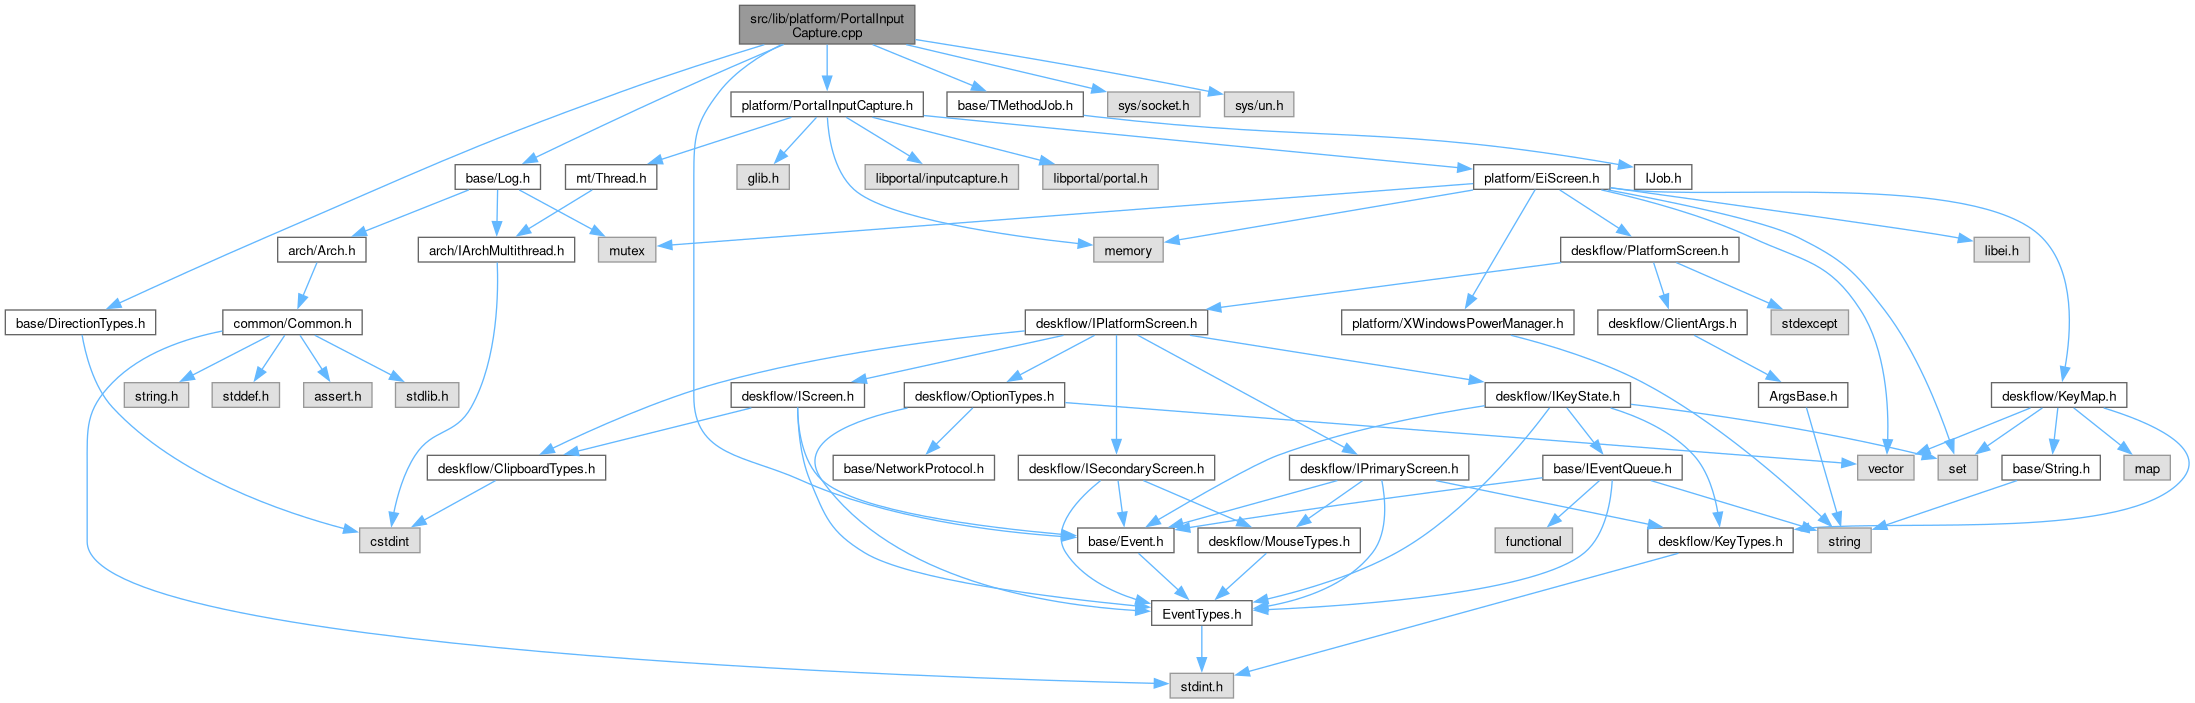 src/lib/platform/PortalInput
Capture.cpp
platform/PortalInputCapture.h
base/TMethodJob.h
sys/socket.h
sys/un.h
base/Log.h
mt/Thread.h
glib.h
libportal/inputcapture.h
libportal/portal.h
platform/EiScreen.h
IJob.h
arch/Arch.h
arch/IArchMultithread.h
mutex
memory
deskflow/PlatformScreen.h
libei.h
base/DirectionTypes.h
common/Common.h
deskflow/IPlatformScreen.h
platform/XWindowsPowerManager.h
deskflow/ClientArgs.h
stdexcept
string.h
stddef.h
assert.h
stdlib.h
deskflow/IScreen.h
deskflow/OptionTypes.h
deskflow/IKeyState.h
ArgsBase.h
deskflow/KeyMap.h
deskflow/ClipboardTypes.h
base/NetworkProtocol.h
deskflow/ISecondaryScreen.h
deskflow/IPrimaryScreen.h
base/IEventQueue.h
vector
set
base/String.h
map
cstdint
base/Event.h
deskflow/MouseTypes.h
functional
deskflow/KeyTypes.h
string
EventTypes.h
stdint.h